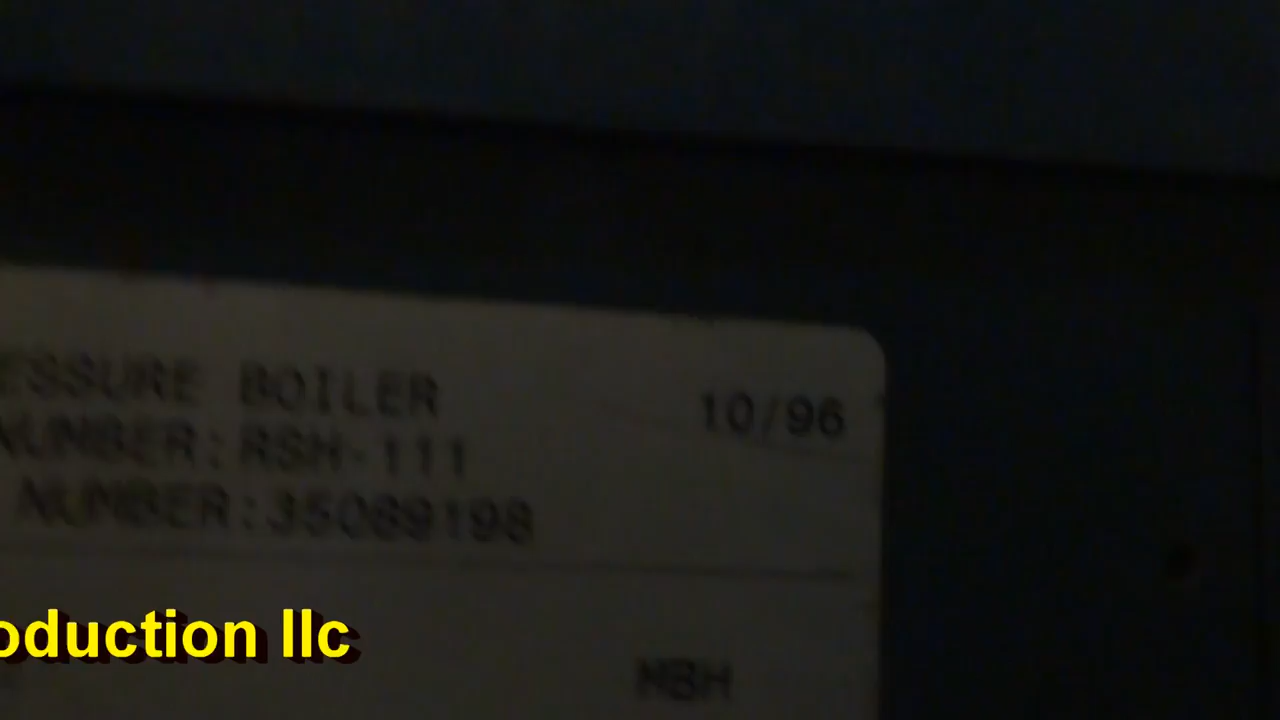 ESSURE BOILER 10/96
NUMBER:RSH-111
NUMBER:35089198
oduction llc
MBH